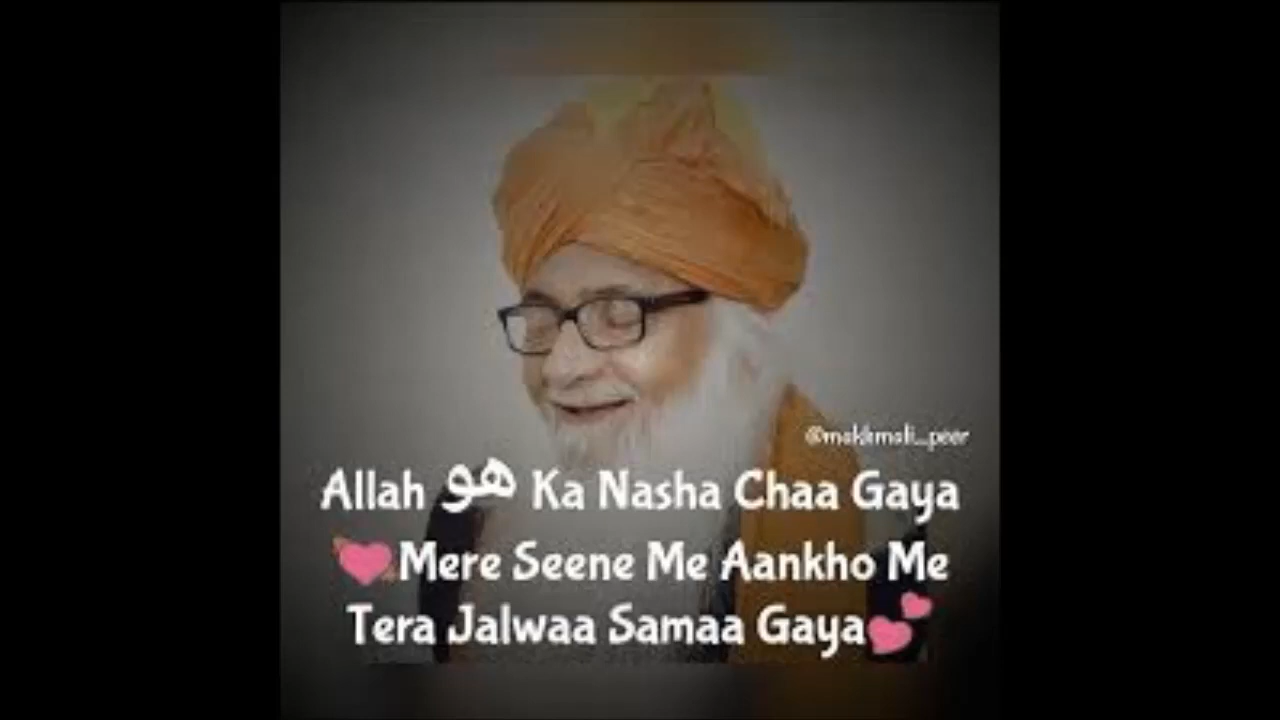 @makhmali_peer
Allah هو Ka Nasha Chaa Gaya
💘Mere Seene Me Aankho Me
Tera Jalwaa Samaa Gaya💕